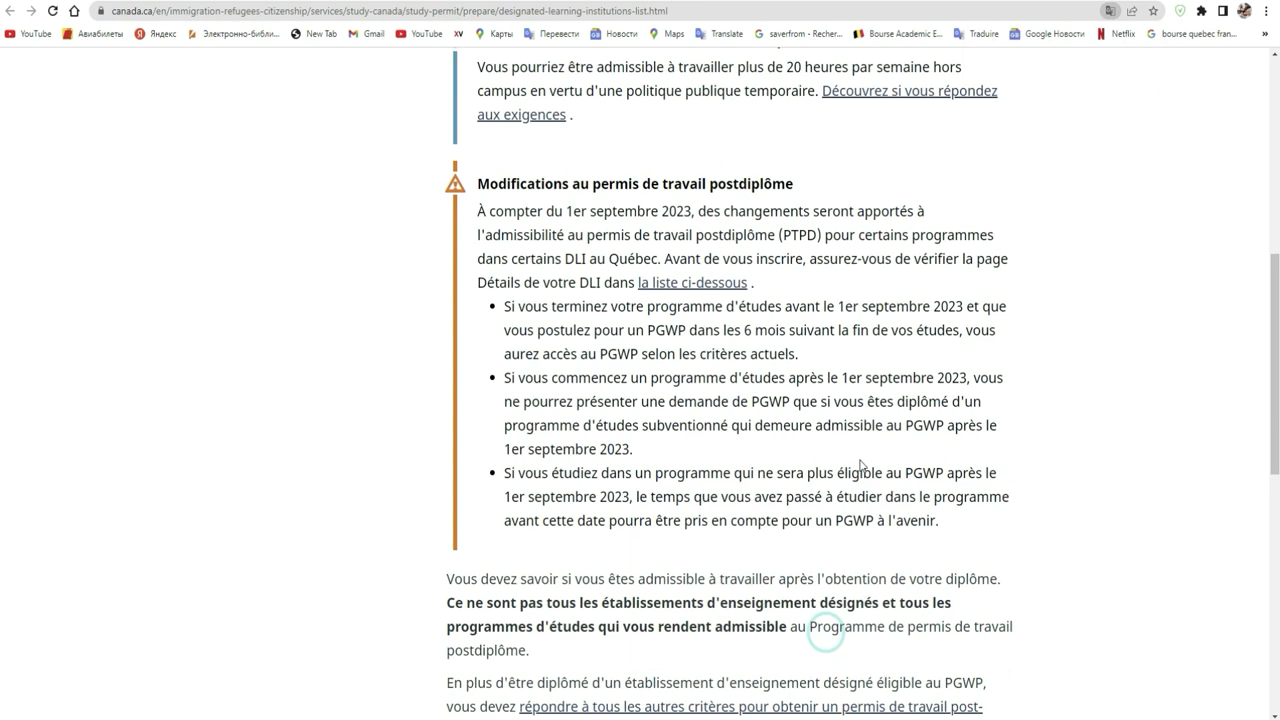 canada.ca/en/immigration-refugees-citizenship/services/study-canada/study-permit/prepare/designated-learning-institutions-list.html
YouTube Авиабилеты Яндекс Электронно-библи... New Tab Gmail YouTube Карты Перевести Новости Maps Translate saverfrom - Recher... Bourse Academic E... Traduire Google Новости Netflix bourse quebec fran... »
Vous pourriez être admissible à travailler plus de 20 heures par semaine hors
campus en vertu d'une politique publique temporaire. Découvrez si vous répondez
aux exigences .
Modifications au permis de travail postdiplôme
À compter du 1er septembre 2023, des changements seront apportés à
l'admissibilité au permis de travail postdiplôme (PTPD) pour certains programmes
dans certains DLI au Québec. Avant de vous inscrire, assurez-vous de vérifier la page
Détails de votre DLI dans la liste ci-dessous .
• Si vous terminez votre programme d'études avant le 1er septembre 2023 et que
vous postulez pour un PGWP dans les 6 mois suivant la fin de vos études, vous
aurez accès au PGWP selon les critères actuels.
• Si vous commencez un programme d'études après le 1er septembre 2023, vous
ne pourrez présenter une demande de PGWP que si vous êtes diplômé d'un
programme d'études subventionné qui demeure admissible au PGWP après le
1er septembre 2023.
• Si vous étudiez dans un programme qui ne sera plus éligible au PGWP après le
1er septembre 2023, le temps que vous avez passé à étudier dans le programme
avant cette date pourra être pris en compte pour un PGWP à l'avenir.
Vous devez savoir si vous êtes admissible à travailler après l'obtention de votre diplôme.
Ce ne sont pas tous les établissements d'enseignement désignés et tous les
programmes d'études qui vous rendent admissible au Programme de permis de travail
postdiplôme.
En plus d'être diplômé d'un établissement d'enseignement désigné éligible au PGWP,
vous devez répondre à tous les autres critères pour obtenir un permis de travail post-